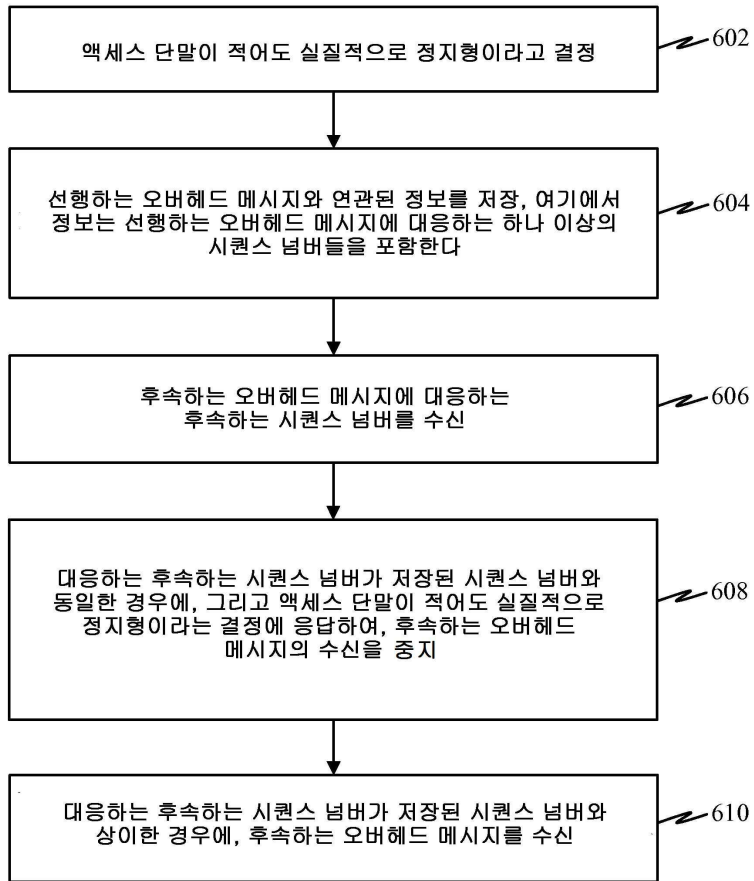 액세스 단말이 적어도 실질적으로 정지형이라고 결정
602
선행하는 오버헤드 메시지와 연관된 정보를 저장, 여기에서
정보는 선행하는 오버헤드 메시지에 대응하는 하나 이상의
시퀀스 넘버들을 포함한다
604
후속하는 오버헤드 메시지에 대응하는
후속하는 시퀀스 넘버를 수신
606
대응하는 후속하는 시퀀스 넘버가 저장된 시퀀스 넘버와
동일한 경우에, 그리고 액세스 단말이 적어도 실질적으로
정지형이라는 결정에 응답하여, 후속하는 오버헤드
메시지의 수신을 중지
608
대응하는 후속하는 시퀀스 넘버가 저장된 시퀀스 넘버와
상이한 경우에, 후속하는 오버헤드 메시지를 수신
610